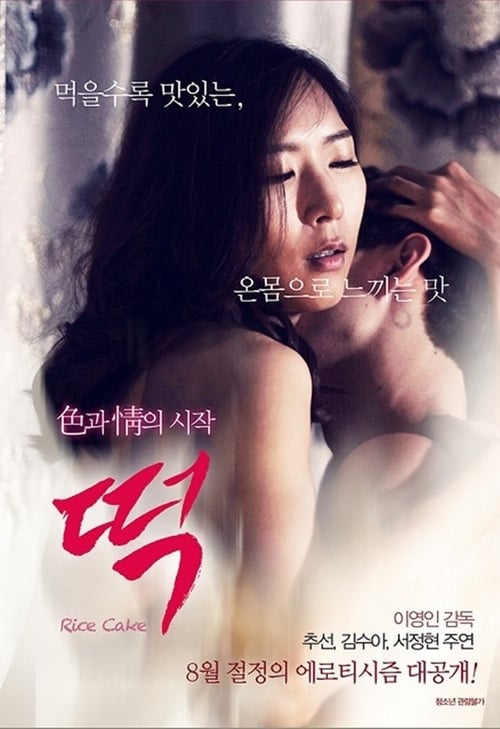 먹을수록 맛있는,
온몸으로 느끼는 맛
色과 情의 시작
떡
Rice Cake
이영인 감독
추선, 김수아, 서정현 주연
8월 절정의 에로티시즘 대공개!
청소년 관람불가